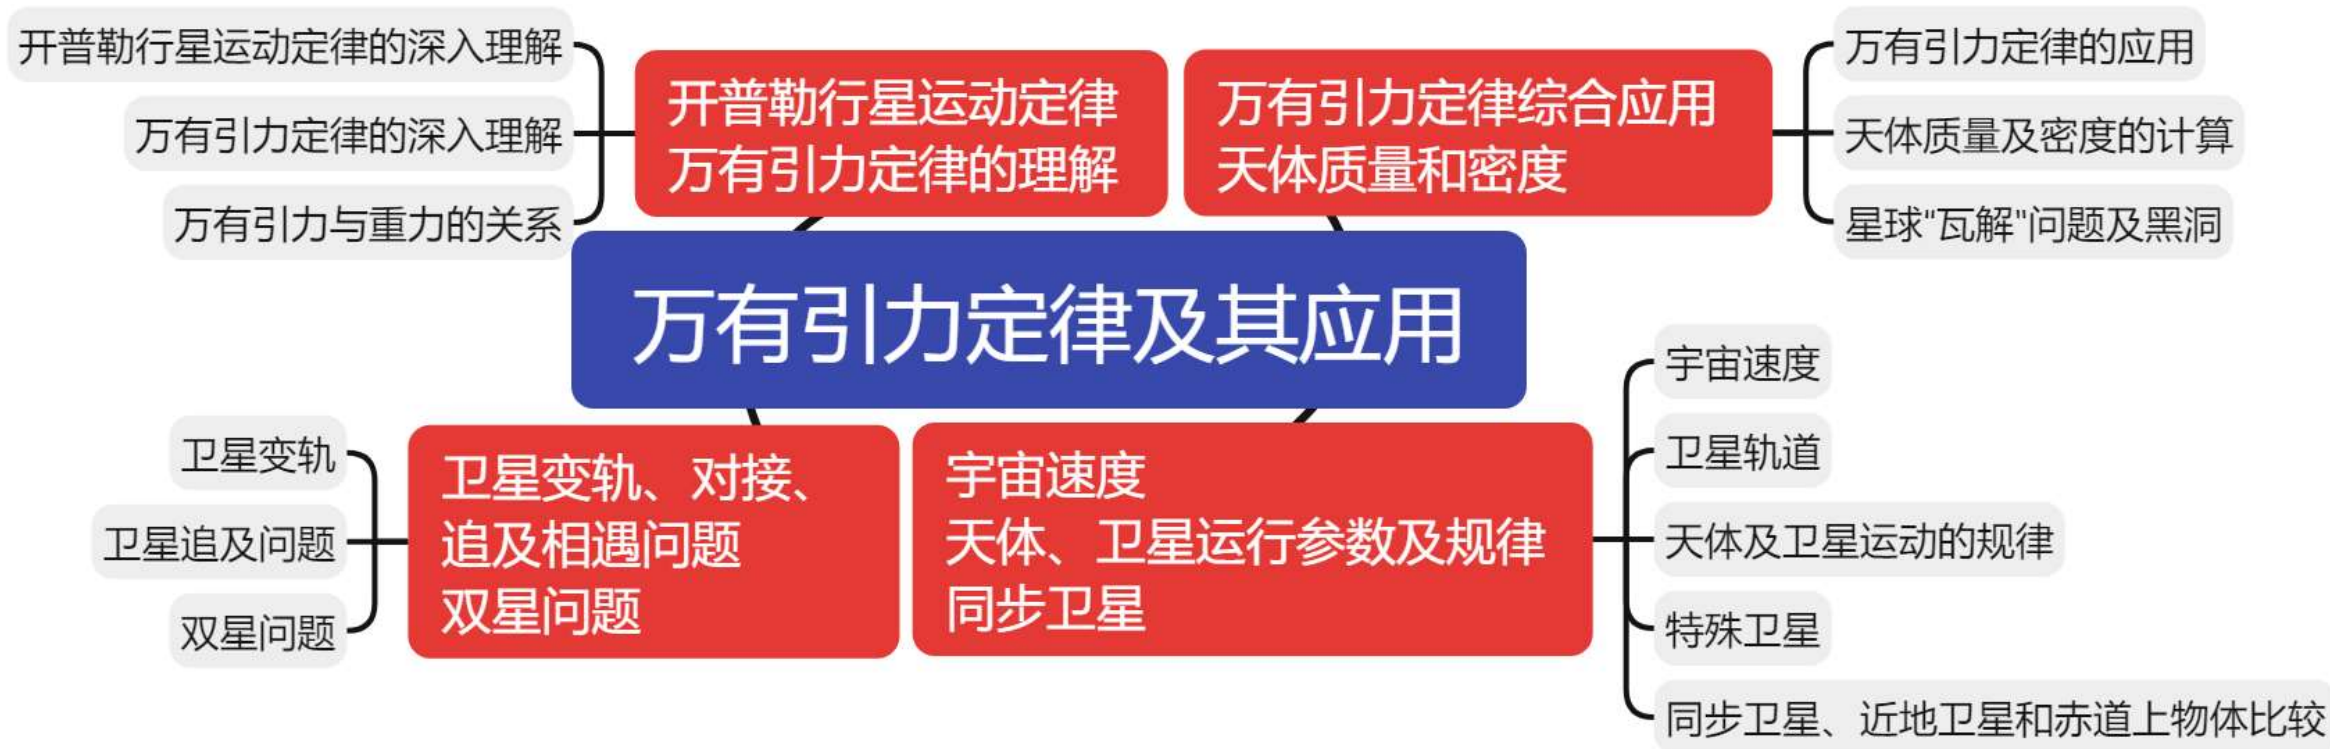 开普勒行星运动定律的深入理解
万有引力定律的深入理解
万有引力与重力的关系
开普勒行星运动定律
万有引力定律的理解
万有引力定律综合应用
天体质量和密度
万有引力定律的应用
天体质量及密度的计算
星球"瓦解"问题及黑洞
万有引力定律及其应用
卫星变轨
卫星追及问题
双星问题
卫星变轨、对接、
追及相遇问题
双星问题
宇宙速度
天体、卫星运行参数及规律
同步卫星
宇宙速度
卫星轨道
天体及卫星运动的规律
特殊卫星
同步卫星、近地卫星和赤道上物体比较